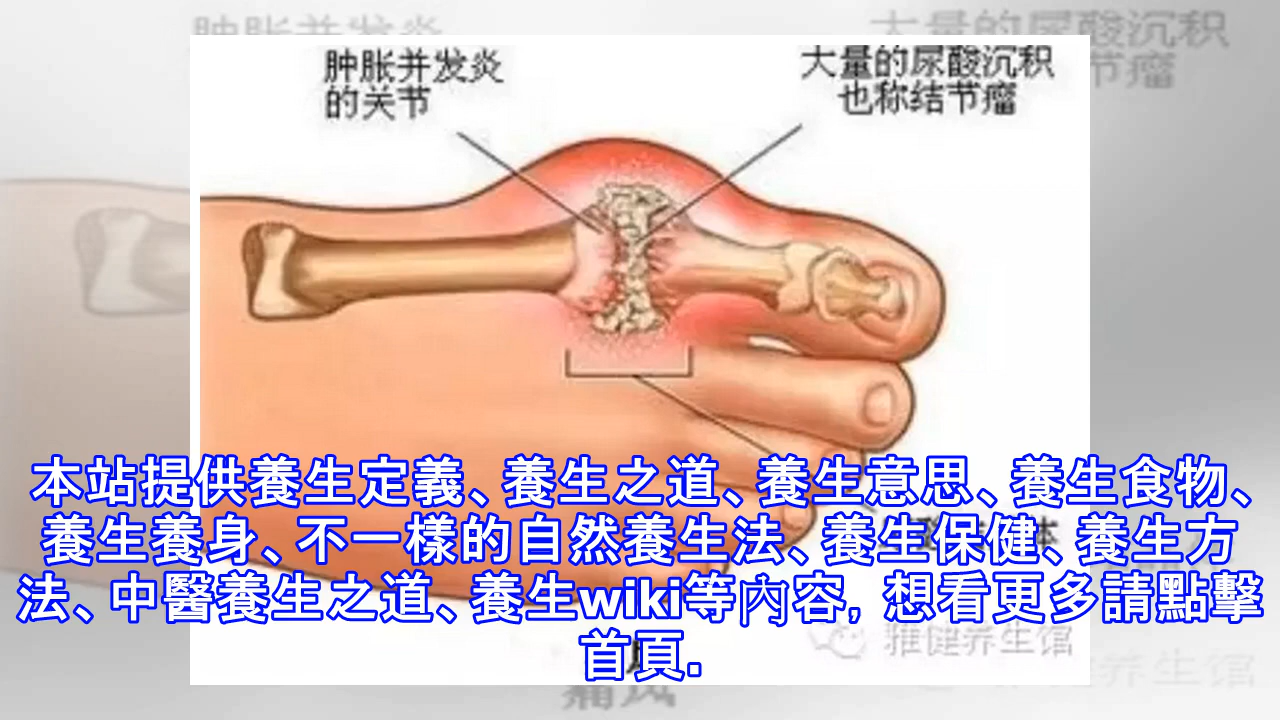 肿胀并发炎
的关节
大量的尿酸沉积
也称结节瘤
本站提供養生定義、養生之道、養生意思、養生食物、
養生養身、不一樣的自然養生法、養生保健、養生方
法、中醫養生之道、養生wiki等內容, 想看更多請點擊
首頁.
雅健养生馆
痛风